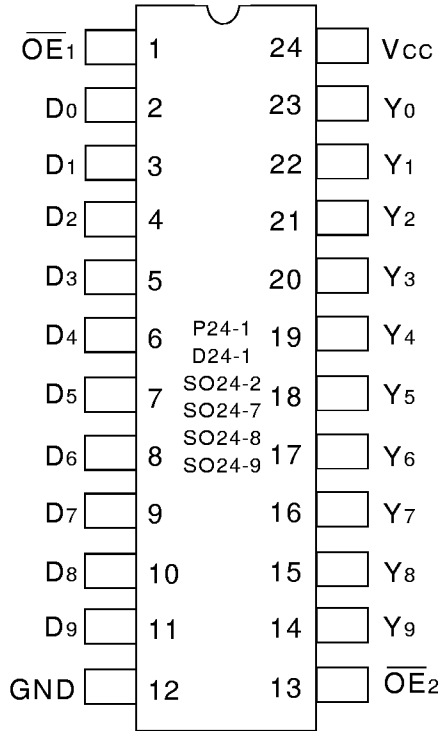 OE1 1 24 VCC
D0 2 23 Y0
D1 3 22 Y1
D2 4 21 Y2
D3 5 20 Y3
D4 6 P24-1 19 Y4
D24-1
D5 7 SO24-2 18 Y5
SO24-7
D6 8 SO24-8 17 Y6
SO24-9
D7 9 16 Y7
D8 10 15 Y8
D9 11 14 Y9
GND 12 13 OE2